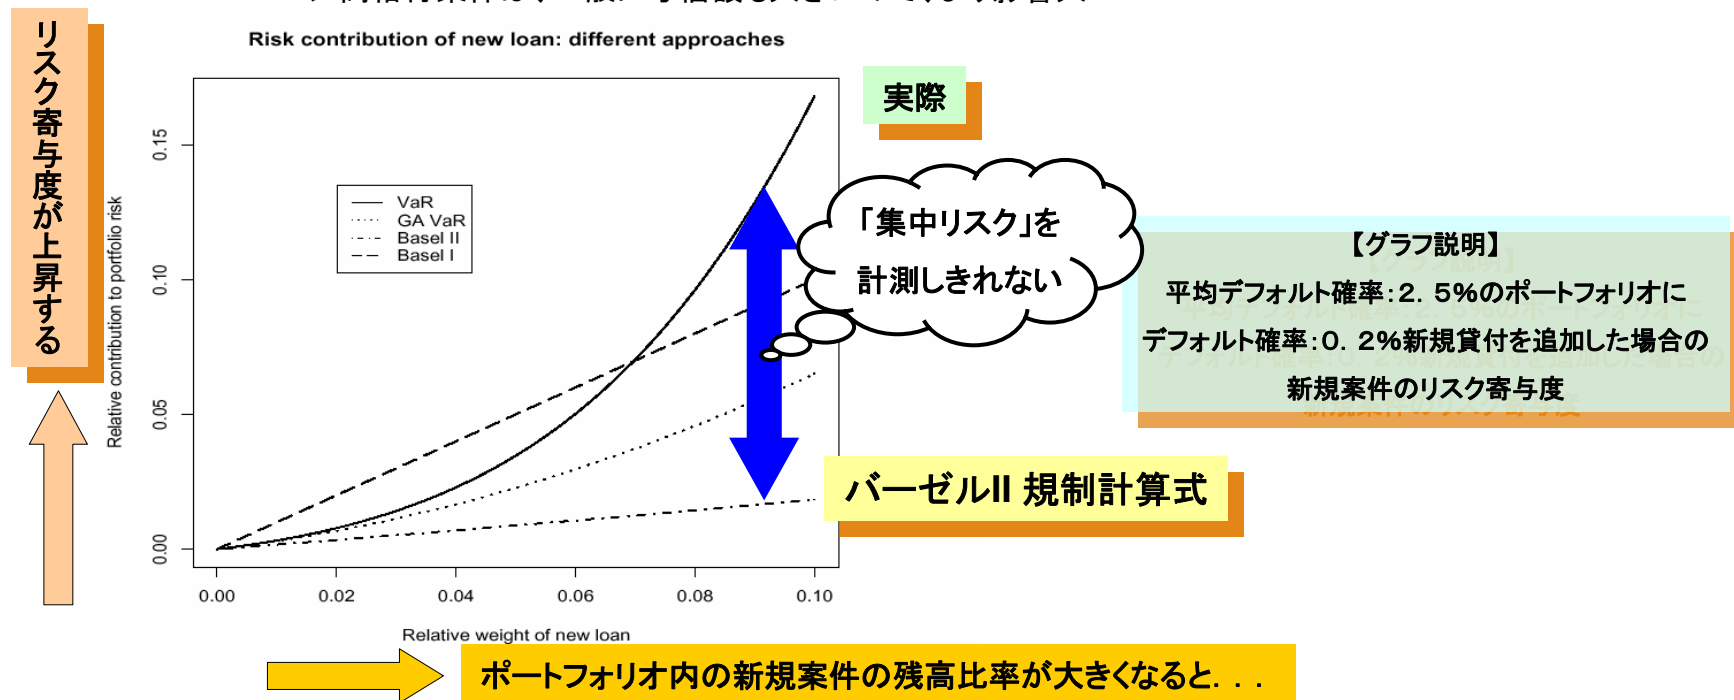 Risk contribution of new loan: different approaches
リスク寄与度が上昇する
実際
「集中リスク」を
計測しきれない
【グラフ説明】
平均デフォルト確率:2．5%のポートフォリオに
デフォルト確率:0．2%新規貸付を追加した場合の
新規案件のリスク寄与度
VaR
GA VaR
Basel II
Basel I
Relative contribution to portfolio risk
0.15
0.10
0.05
0.00
0.00 0.02 0.04 0.06 0.08 0.10
Relative weight of new loan
バーゼルII 規制計算式
ポートフォリオ内の新規案件の残高比率が大きくなると．．．